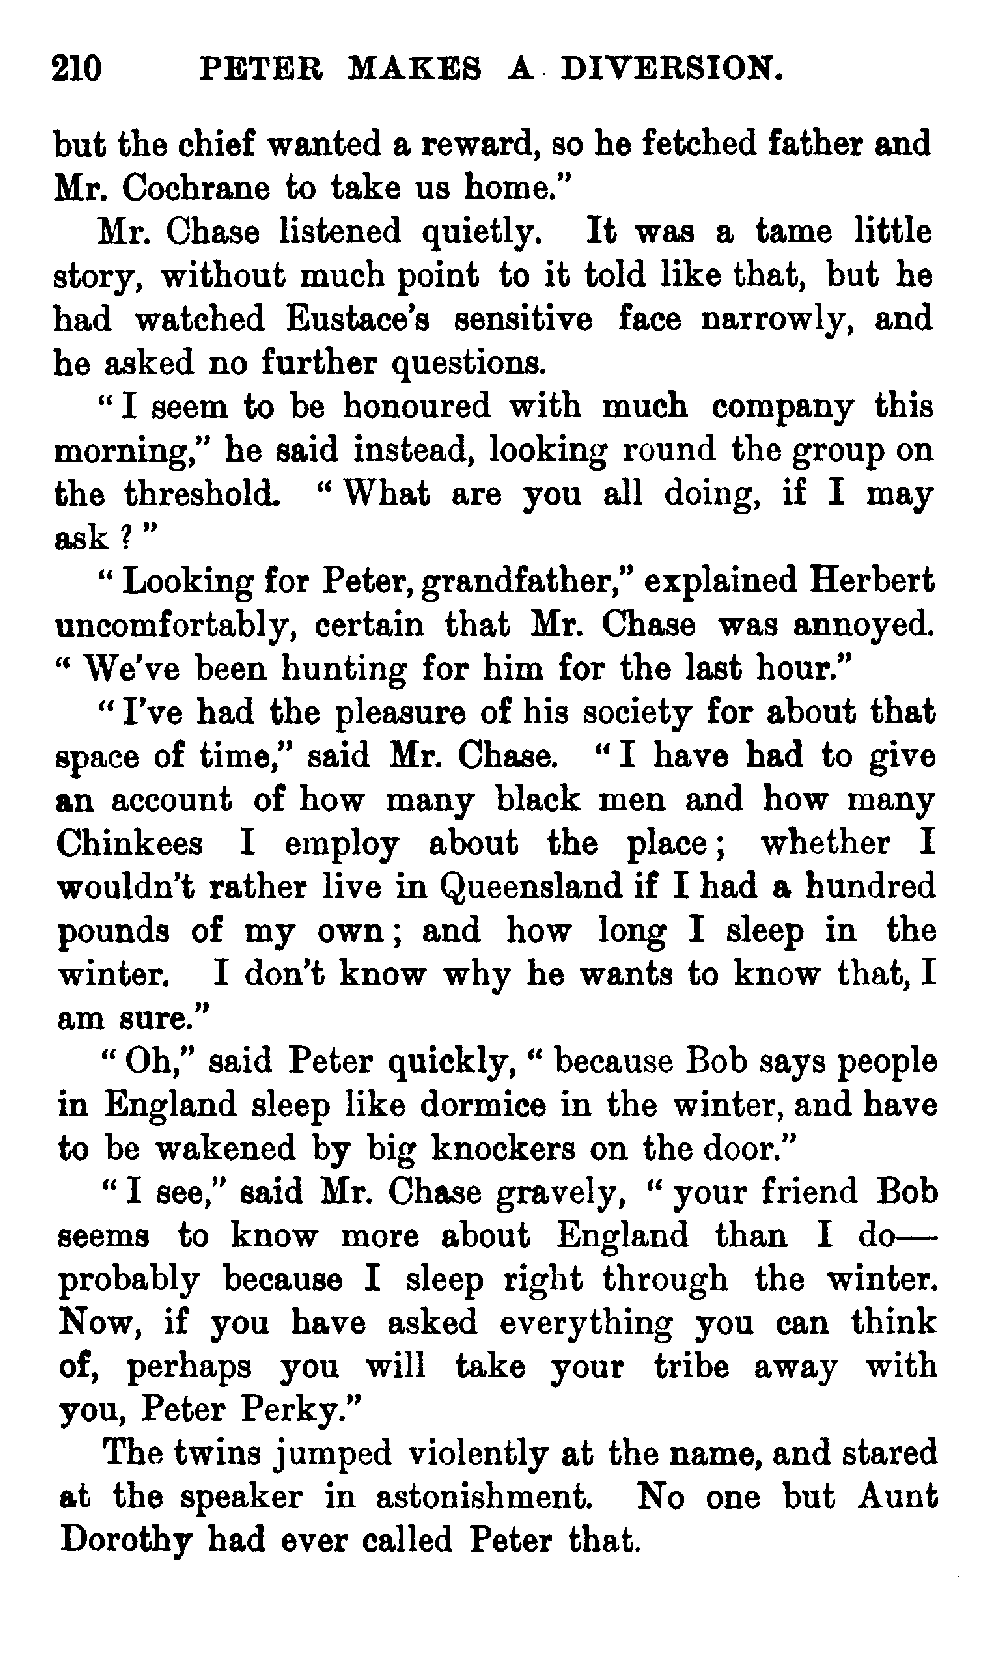 210 PETER MAKES A DIVERSION.
but the chief wanted a reward, so he fetched father and
Mr. Cochrane to take us home.”
Mr. Chase listened quietly. It was a tame little
story, without much point to it told like that, but he
had watched Eustace’s sensitive face narrowly, and
he asked no further questions.
“ I seem to be honoured with much company this
morning,” he said instead, looking round the group on
the threshold. “ What are you all doing, if I may
ask ? ”
“ Looking for Peter, grandfather,” explained Herbert
uncomfortably, certain that Mr. Chase was annoyed.
“ We’ve been hunting for him for the last hour.”
“ I’ve had the pleasure of his society for about that
space of time,” said Mr. Chase. “ I have had to give
an account of how many black men and how many
Chinkees I employ about the place ; whether I
wouldn’t rather live in Queensland if I had a hundred
pounds of my own ; and how long I sleep in the
winter. I don’t know why he wants to know that, I
am sure.”
“ Oh,” said Peter quickly, “ because Bob says people
in England sleep like dormice in the winter, and have
to be wakened by big knockers on the door.”
“ I see,” said Mr. Chase gravely, “ your friend Bob
seems to know more about England than I do—
probably because I sleep right through the winter.
Now, if you have asked everything you can think
of, perhaps you will take your tribe away with
you, Peter Perky.”
The twins jumped violently at the name, and stared
at the speaker in astonishment. No one but Aunt
Dorothy had ever called Peter that.